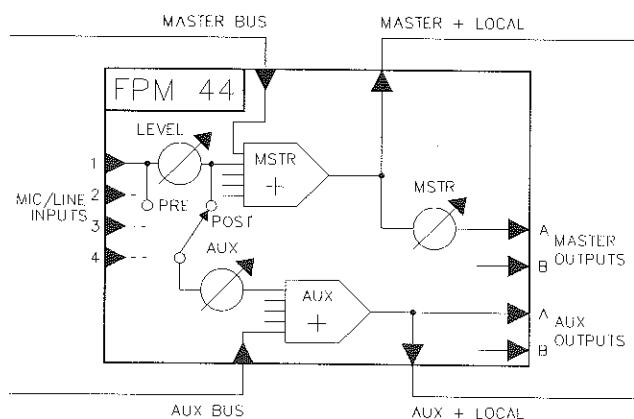 MASTER BUS
MASTER + LOCAL
FPM 44
LEVEL
MSTR
+
1
2
3
4
MIC/LINE
INPUTS
PRE
POST
AUX
MSTR
A
B
MASTER
OUTPUTS
AUX
+
A
B
AUX
OUTPUTS
AUX BUS
AUX + LOCAL